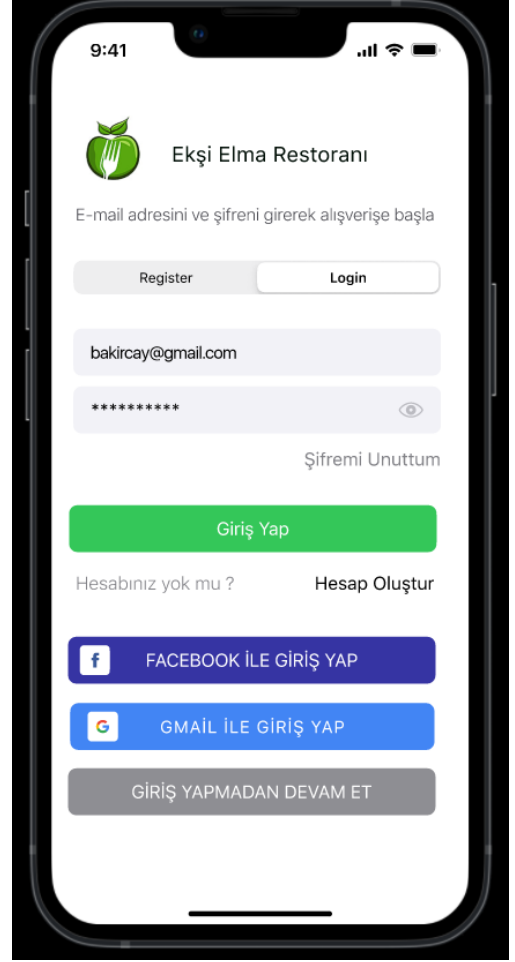 9:41
Ekşi Elma Restoranı
E-mail adresini ve şifreni girerek alışverişe başla
Register Login
bakircay@gmail.com
**********
Şifremi Unuttum
Giriş Yap
Hesabınız yok mu ? Hesap Oluştur
f FACEBOOK İLE GİRİŞ YAP
G GMAİL İLE GİRİŞ YAP
GİRİŞ YAPMADAN DEVAM ET